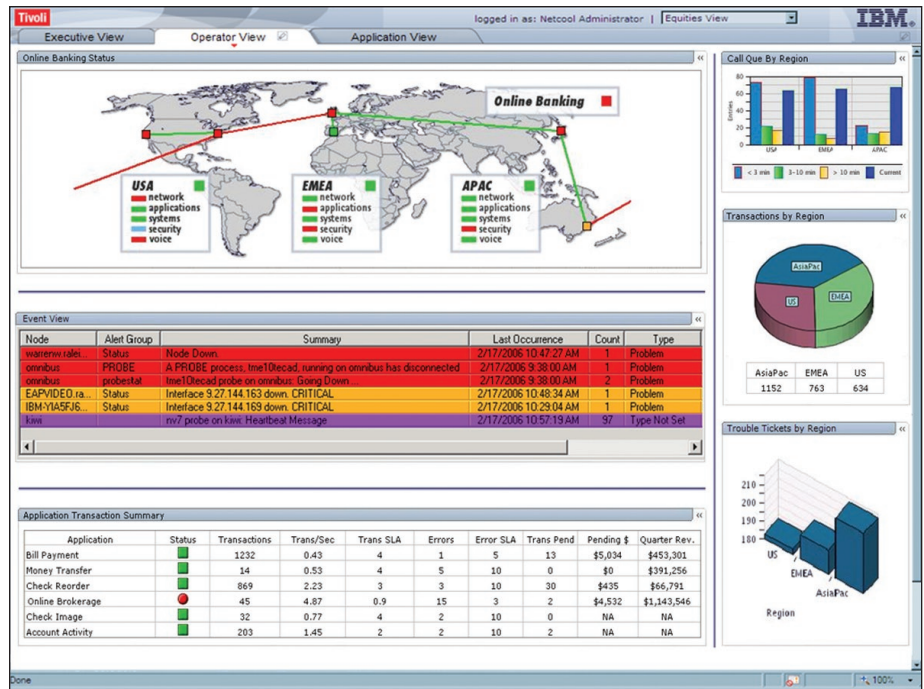 Tivoli
logged in as: Netcool Administrator | Equities View
IBM
Executive View
Operator View
Application View
Online Banking Status
Online Banking
USA
network
applications
systems
security
voice
EMEA
network
applications
systems
security
voice
APAC
network
applications
systems
security
voice
Event View
Node Alert Group Summary Last Occurrence Count Type
warrenw.ralei... Status Node Down. 2/17/2006 10:47:27 AM 1 Problem
omnibus PROBE A PROBE process, tme10tecad, running on omnibus has disconnected 2/17/2006 9:38:00 AM 1 Problem
omnibus probestat tme10tecad probe on omnibus: Going Down.... 2/17/2006 9:38:00 AM 2 Problem
EAPVIDEO.ra... Status Interface 9.27.144.163 down. CRITICAL 2/17/2006 10:48:34 AM 1 Problem
IBM-YIA5FJ6... Status Interface 9.27.144.169 down. CRITICAL 2/17/2006 10:29:04 AM 1 Problem
kiwi nv7 probe on kiwi: Heartbeat Message 2/17/2006 10:57:19 AM 97 Type Not Set
Application Transaction Summary
Application Status Transactions Trans/Sec Trans SLA Errors Error SLA Trans Pend Pending $ Quarter Rev.
Bill Payment 1232 0.43 4 1 5 13 $5,034 $453,301
Money Transfer 14 0.53 4 5 10 0 $0 $391,256
Check Reorder 869 2.23 3 3 10 30 $435 $66,791
Online Brokerage 45 4.87 0.9 15 3 2 $4,532 $1,143,546
Check Image 32 0.77 4 2 10 0 NA NA
Account Activity 203 1.45 2 2 10 2 NA NA
Call Que By Region
Entries
80
60
40
20
0
USA EMEA APAC
< 3 min 3-10 min > 10 min Current
Transactions by Region
AsiaPac
US
EMEA
AsiaPac EMEA US
1152 763 634
Trouble Tickets by Region
210
200
190
180
US
EMEA
AsiaPac
Region
Done
100%